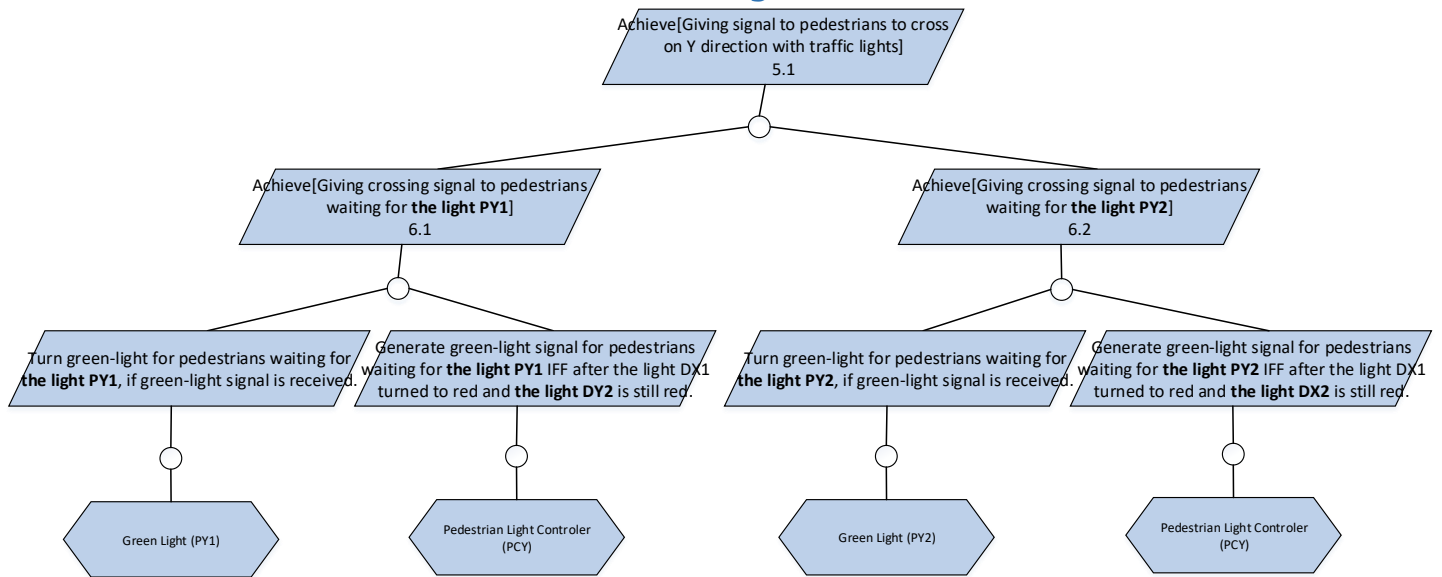 Achieve[Giving signal to pedestrians to cross
on Y direction with traffic lights]
5.1
Achieve[Giving crossing signal to pedestrians
waiting for the light PY1]
6.1
Achieve[Giving crossing signal to pedestrians
waiting for the light PY2]
6.2
Turn green-light for pedestrians waiting for
the light PY1, if green-light signal is received.
Generate green-light signal for pedestrians
waiting for the light PY1 IFF after the light DX1
turned to red and the light DY2 is still red.
Turn green-light for pedestrians waiting for
the light PY2, if green-light signal is received.
Generate green-light signal for pedestrians
waiting for the light PY2 IFF after the light DX1
turned to red and the light DX2 is still red.
Green Light (PY1)
Pedestrian Light Controler
(PCY)
Green Light (PY2)
Pedestrian Light Controler
(PCY)